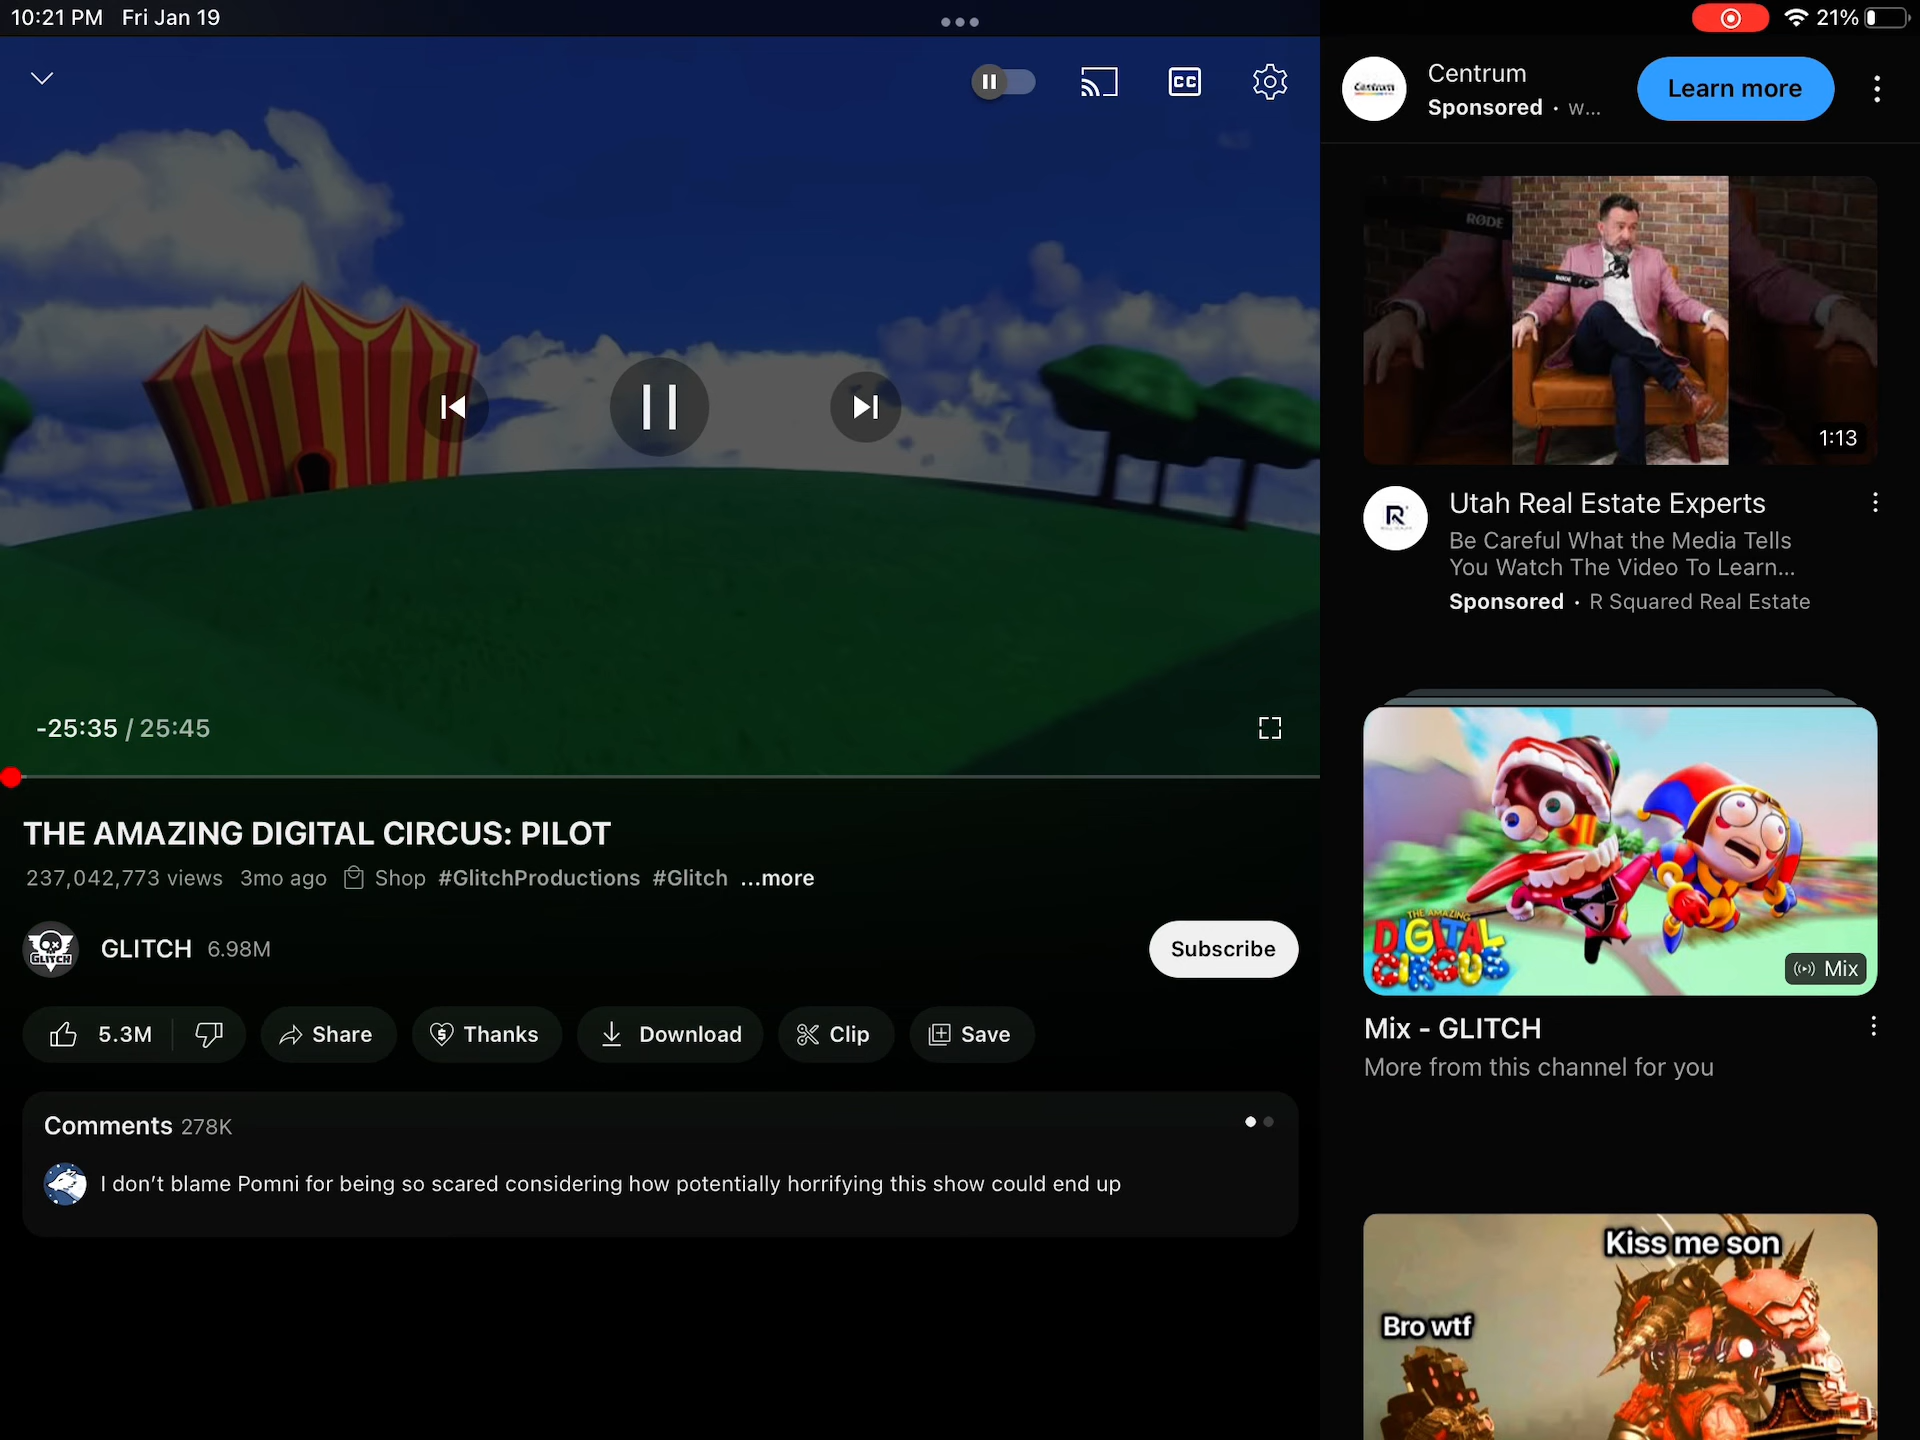 10:21 PM Fri Jan 19
21%
CC
-25:35 / 25:45
THE AMAZING DIGITAL CIRCUS: PILOT
237,042,773 views 3mo ago Shop #GlitchProductions #Glitch ...more
GLITCH
GLITCH 6.98M
Subscribe
5.3M
Share
Thanks
Download
Clip
Save
Comments 278K
I don’t blame Pomni for being so scared considering how potentially horrifying this show could end up
Centrum
Centrum
Sponsored · w...
Learn more
RØDE
RØDE
1:13
R
Utah Real Estate Experts
Be Careful What the Media Tells
You Watch The Video To Learn...
Sponsored · R Squared Real Estate
THE AMAZING
DIGITAL
CIRCUS
Mix
Mix - GLITCH
More from this channel for you
Kiss me son
Bro wtf